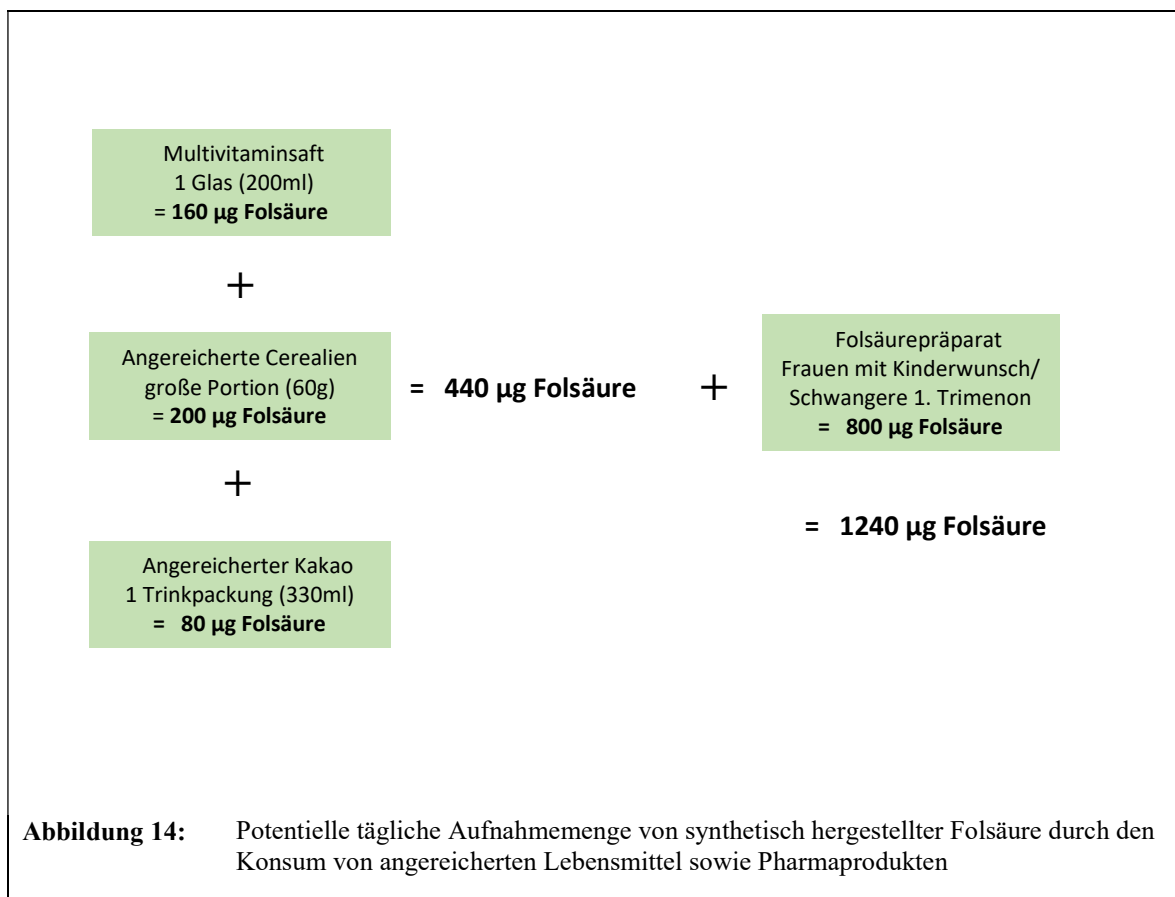 Multivitaminsaft
1 Glas (200ml)
= 160 µg Folsäure
+
Angereicherte Cerealien
große Portion (60g)
= 200 µg Folsäure
+
Angereicherter Kakao
1 Trinkpackung (330ml)
= 80 µg Folsäure
= 440 µg Folsäure
+
Folsäurepräparat
Frauen mit Kinderwunsch/
Schwangere 1. Trimenon
= 800 µg Folsäure
= 1240 µg Folsäure
Abbildung 14: Potentielle tägliche Aufnahmemenge von synthetisch hergestellter Folsäure durch den
Konsum von angereicherten Lebensmittel sowie Pharmaprodukten